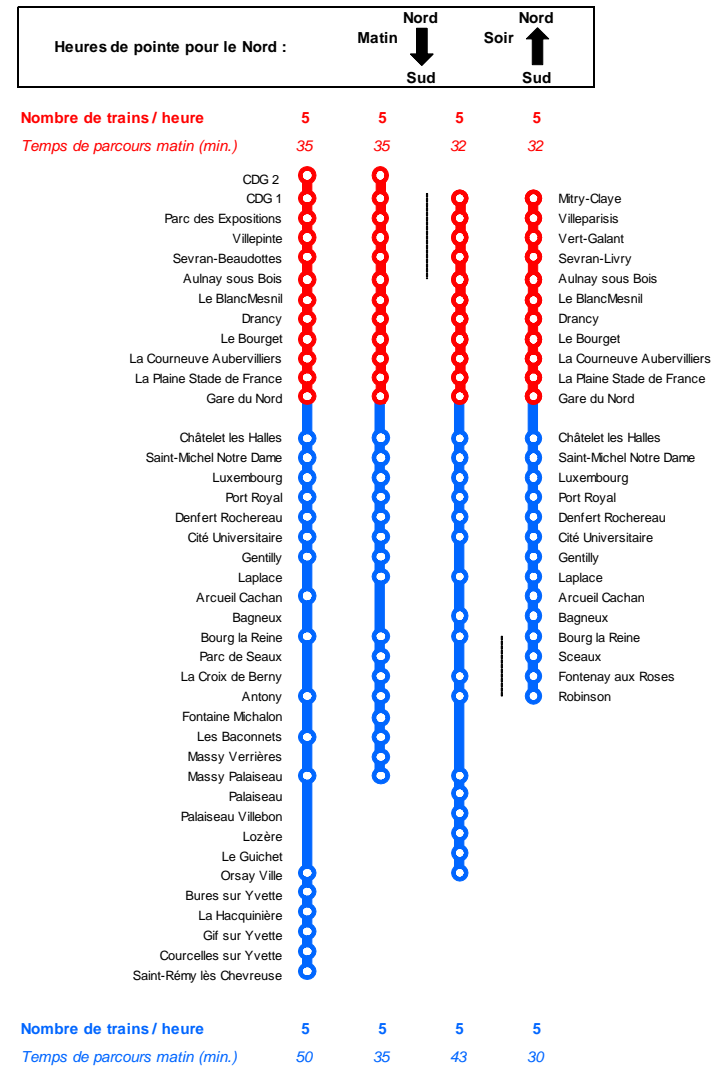 Heures de pointe pour le Nord :
Matin
Nord
Sud
Soir
Nord
Sud
Nombre de trains / heure 5 5 5 5
Temps de parcours matin (min.) 35 35 32 32
CDG 2
CDG 1 Mitry-Claye
Parc des Expositions Villeparisis
Villepinte Vert-Galant
Sevran-Beaudottes Sevran-Livry
Aulnay sous Bois Aulnay sous Bois
Le BlancMesnil Le BlancMesnil
Drancy Drancy
Le Bourget Le Bourget
La Courneuve Aubervilliers La Courneuve Aubervilliers
La Plaine Stade de France La Plaine Stade de France
Gare du Nord Gare du Nord
Châtelet les Halles Châtelet les Halles
Saint-Michel Notre Dame Saint-Michel Notre Dame
Luxembourg Luxembourg
Port Royal Port Royal
Denfert Rochereau Denfert Rochereau
Cité Universitaire Cité Universitaire
Gentilly Gentilly
Laplace Laplace
Arcueil Cachan Arcueil Cachan
Bagneux Bagneux
Bourg la Reine Bourg la Reine
Parc de Seaux Sceaux
La Croix de Berny Fontenay aux Roses
Antony Robinson
Fontaine Michalon
Les Baconnets
Massy Verrières
Massy Palaiseau
Palaiseau
Palaiseau Villebon
Lozère
Le Guichet
Orsay Ville
Bures sur Yvette
La Hacquinière
Gif sur Yvette
Courcelles sur Yvette
Saint-Rémy lès Chevreuse
Nombre de trains / heure 5 5 5 5
Temps de parcours matin (min.) 50 35 43 30